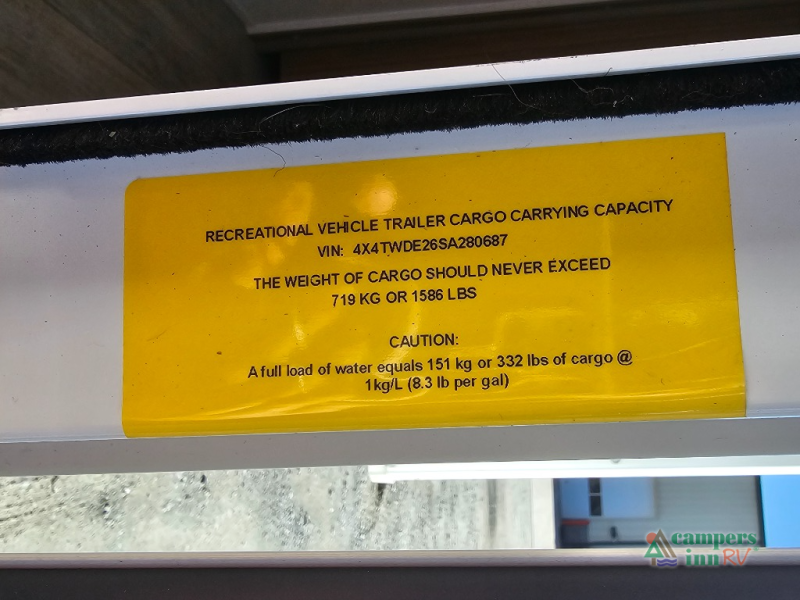 RECREATIONAL VEHICLE TRAILER CARGO CARRYING CAPACITY
VIN: 4X4TWDE26SA280687
THE WEIGHT OF CARGO SHOULD NEVER EXCEED
719 KG OR 1586 LBS
CAUTION:
A full load of water equals 151 kg or 332 lbs of cargo @
1kg/L (8.3 lb per gal)
campers
inn RV